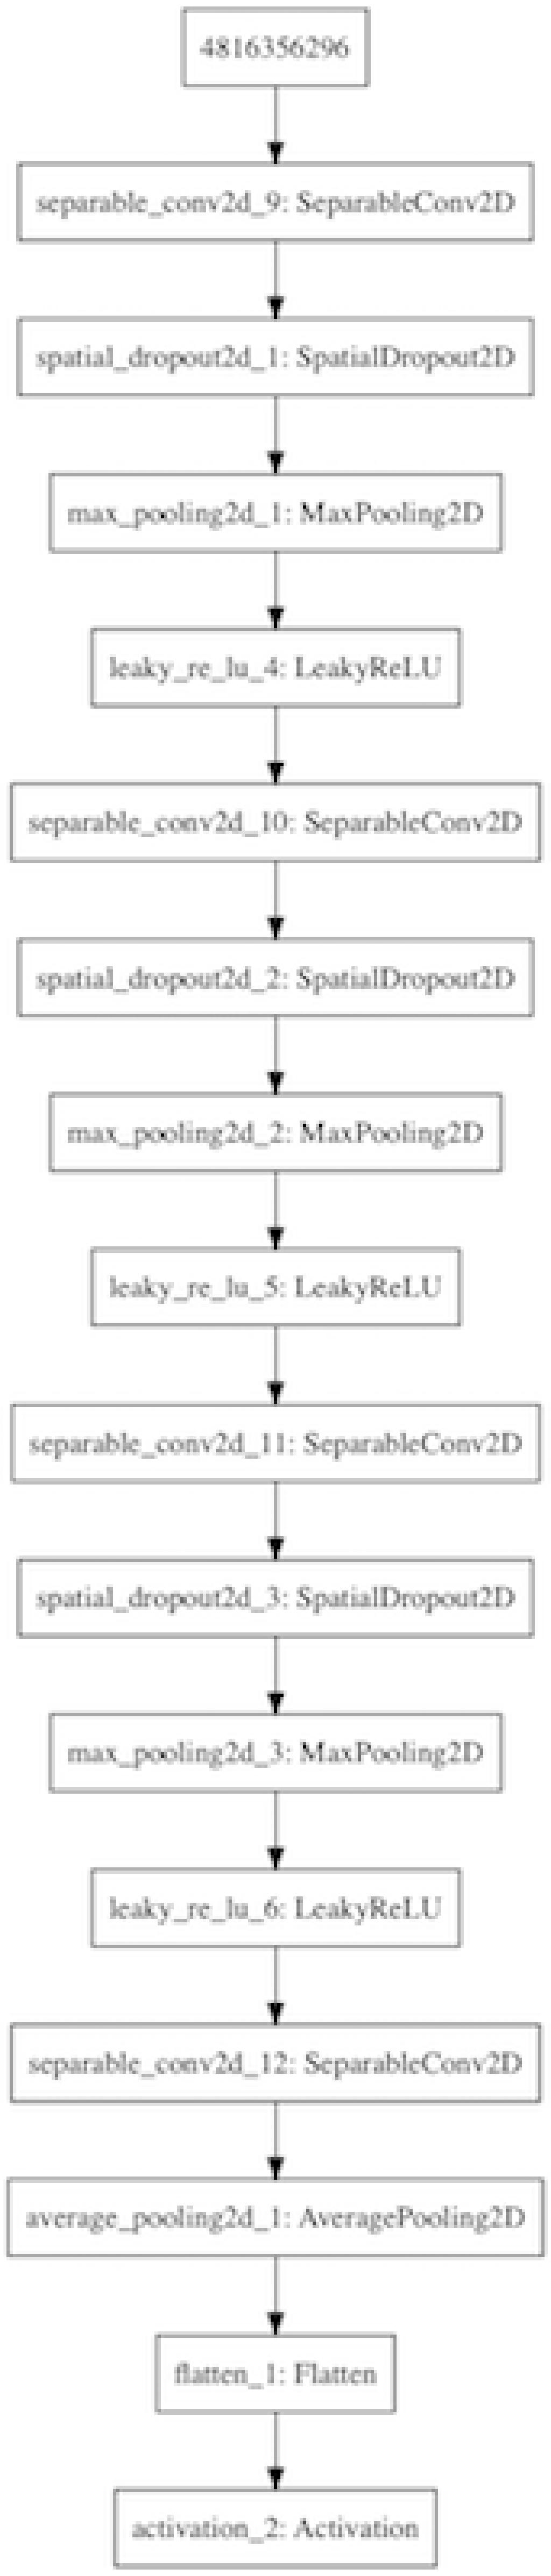 4816356296
separable_conv2d_9: SeparableConv2D
spatial_dropout2d_1: SpatialDropout2D
max_pooling2d_1: MaxPooling2D
leaky_re_lu_4: LeakyReLU
separable_conv2d_10: SeparableConv2D
spatial_dropout2d_2: SpatialDropout2D
max_pooling2d_2: MaxPooling2D
leaky_re_lu_5: LeakyReLU
separable_conv2d_11: SeparableConv2D
spatial_dropout2d_3: SpatialDropout2D
max_pooling2d_3: MaxPooling2D
leaky_re_lu_6: LeakyReLU
separable_conv2d_12: SeparableConv2D
average_pooling2d_1: AveragePooling2D
flatten_1: Flatten
activation_2: Activation